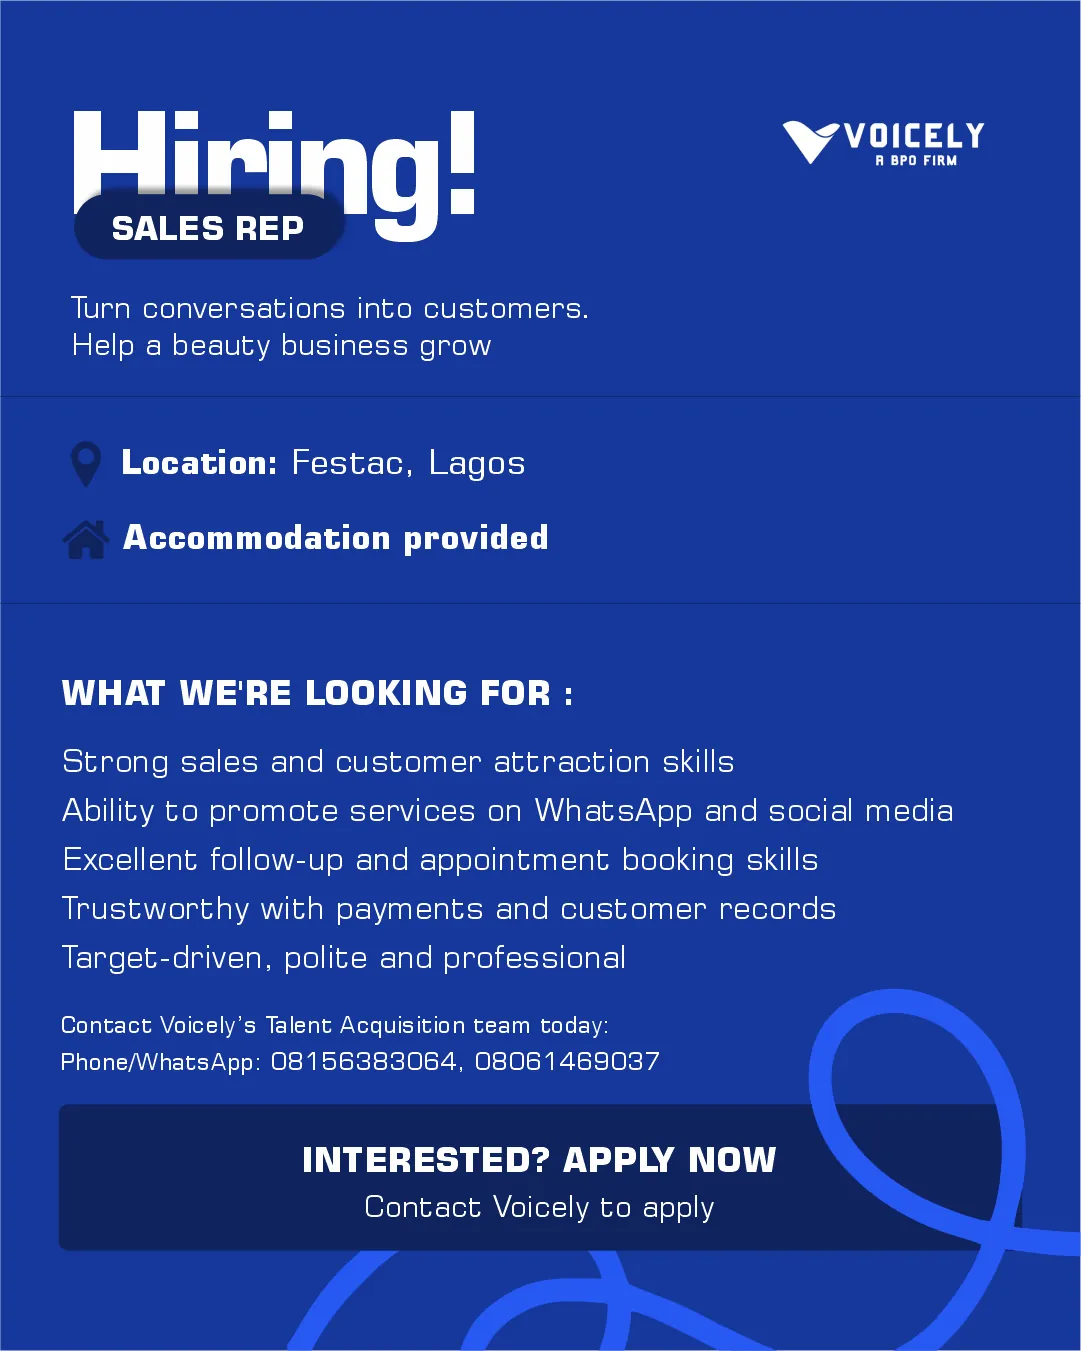 Hiring!
SALES REP
VOICELY
A BPO FIRM
Turn conversations into customers.
Help a beauty business grow
Location: Festac, Lagos
Accommodation provided
WHAT WE'RE LOOKING FOR :
Strong sales and customer attraction skills
Ability to promote services on WhatsApp and social media
Excellent follow-up and appointment booking skills
Trustworthy with payments and customer records
Target-driven, polite and professional
Contact Voicely’s Talent Acquisition team today:
Phone/WhatsApp: 08156383064, 08061469037
INTERESTED? APPLY NOW
Contact Voicely to apply